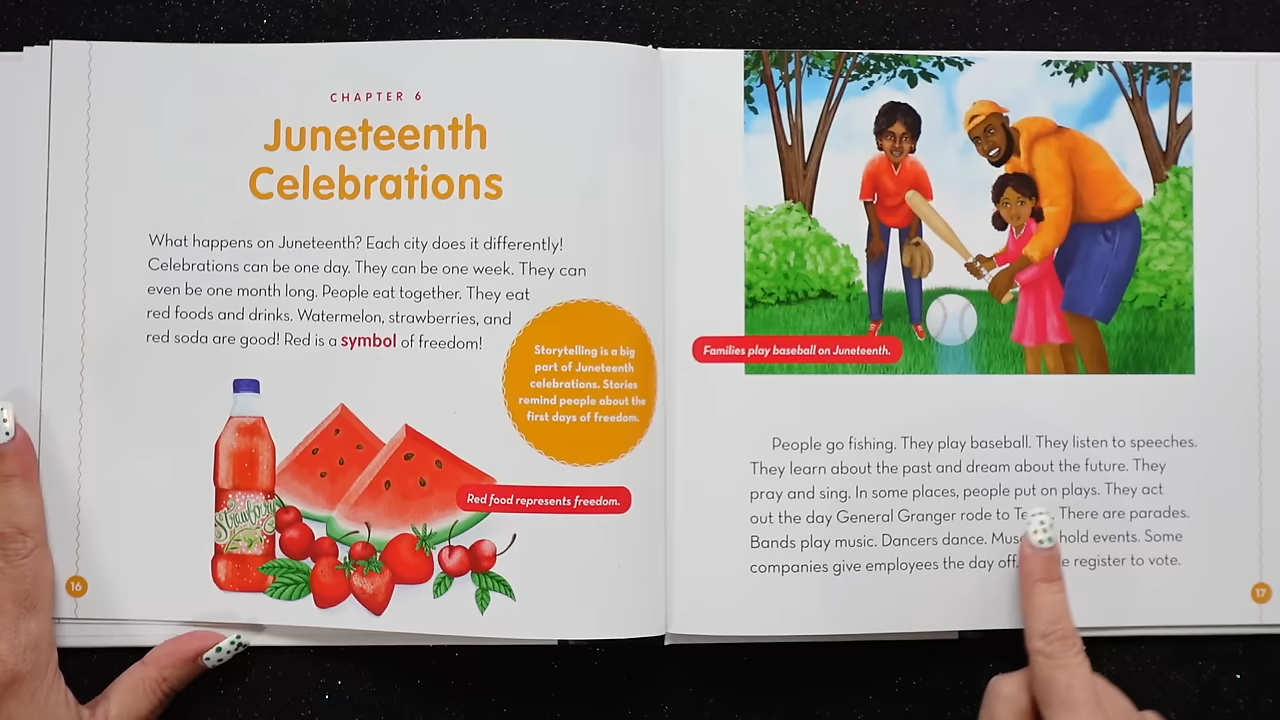 CHAPTER 6
Juneteenth
Celebrations
What happens on Juneteenth? Each city does it differently!
Celebrations can be one day. They can be one week. They can
even be one month long. People eat together. They eat
red foods and drinks. Watermelon, strawberries, and
red soda are good! Red is a symbol of freedom!
Storytelling is a big
part of Juneteenth
celebrations. Stories
remind people about the
first days of freedom.
Strawberry
Red food represents freedom.
16
Families play baseball on Juneteenth.
People go fishing. They play baseball. They listen to speeches.
They learn about the past and dream about the future. They
pray and sing. In some places, people put on plays. They act
out the day General Granger rode to There are parades.
Bands play music. Dancers dance. hold events. Some
companies give employees the day off. register to vote.
17